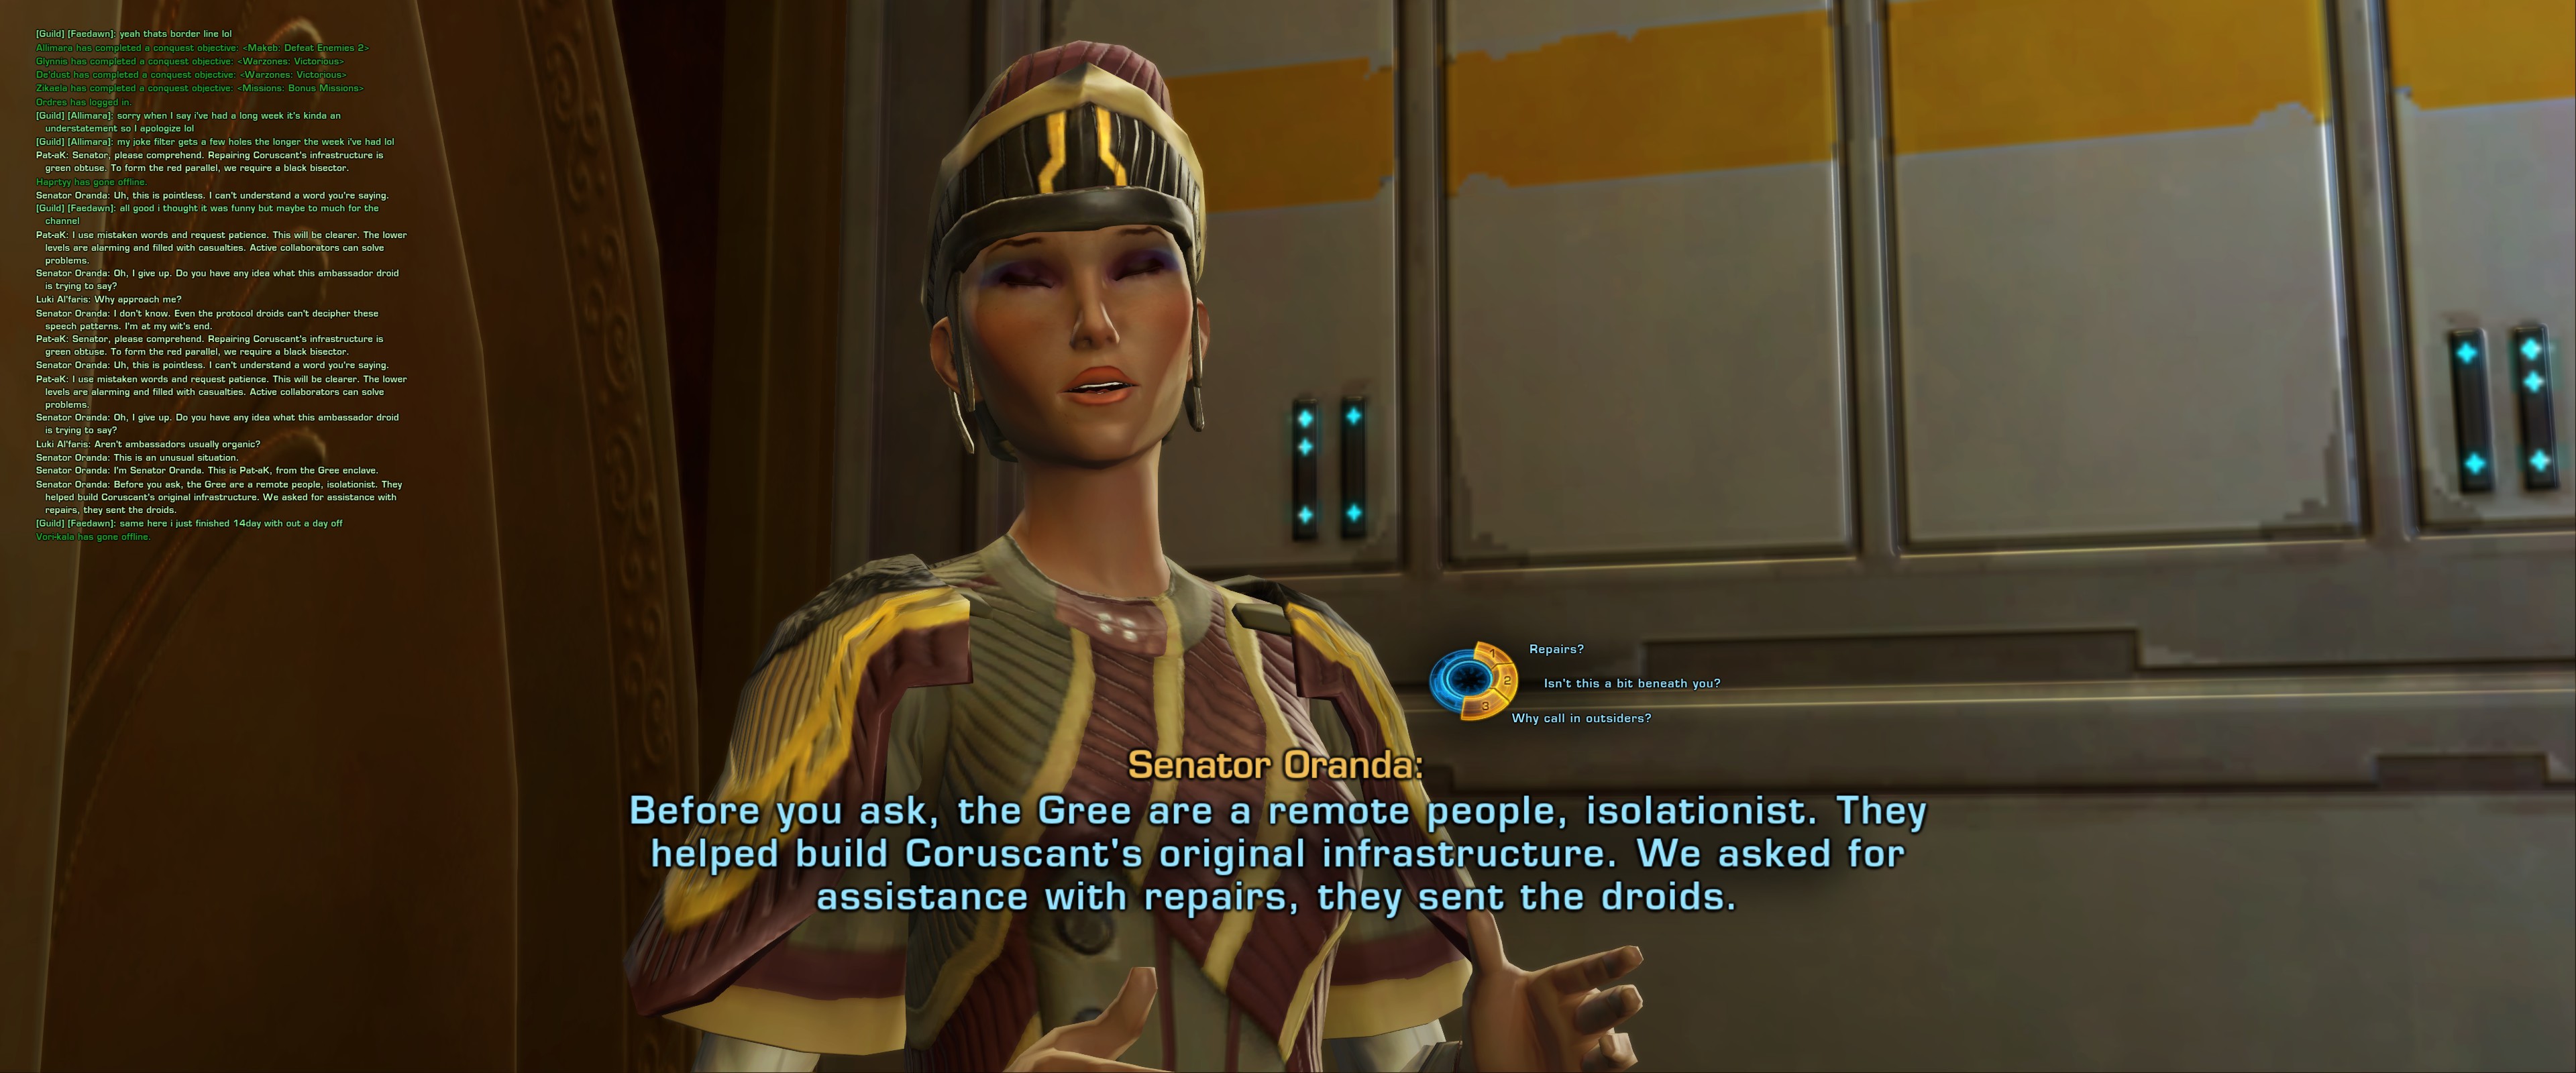 [Guild] [Faedawn]: yeah thats border line lol
Allimara has completed a conquest objective: <Makeb: Defeat Enemies 2>
Glynnis has completed a conquest objective: <Warzones: Victorious>
De'dust has completed a conquest objective: <Warzones: Victorious>
Zikaela has completed a conquest objective: <Missions: Bonus Missions>
Ordres has logged in.
[Guild] [Allimara]: sorry when I say i've had a long week it's kinda an
understatement so I apologize lol
[Guild] [Allimara]: my joke filter gets a few holes the longer the week i've had lol
Pat-aK: Senator, please comprehend. Repairing Coruscant's infrastructure is
green obtuse. To form the red parallel, we require a black bisector.
Haprtyy has gone offline.
Senator Oranda: Uh, this is pointless. I can't understand a word you're saying.
[Guild] [Faedawn]: all good i thought it was funny but maybe to much for the
channel
Pat-aK: I use mistaken words and request patience. This will be clearer. The lower
levels are alarming and filled with casualties. Active collaborators can solve
problems.
Senator Oranda: Oh, I give up. Do you have any idea what this ambassador droid
is trying to say?
Luki Al'faris: Why approach me?
Senator Oranda: I don't know. Even the protocol droids can't decipher these
speech patterns. I'm at my wit's end.
Pat-aK: Senator, please comprehend. Repairing Coruscant's infrastructure is
green obtuse. To form the red parallel, we require a black bisector.
Senator Oranda: Uh, this is pointless. I can't understand a word you're saying.
Pat-aK: I use mistaken words and request patience. This will be clearer. The lower
levels are alarming and filled with casualties. Active collaborators can solve
problems.
Senator Oranda: Oh, I give up. Do you have any idea what this ambassador droid
is trying to say?
Luki Al'faris: Aren't ambassadors usually organic?
Senator Oranda: This is an unusual situation.
Senator Oranda: I'm Senator Oranda. This is Pat-aK, from the Gree enclave.
Senator Oranda: Before you ask, the Gree are a remote people, isolationist. They
helped build Coruscant's original infrastructure. We asked for assistance with
repairs, they sent the droids.
[Guild] [Faedawn]: same here i just finished 14day with out a day off
Vori-kala has gone offline.
1 Repairs?
2 Isn't this a bit beneath you?
3 Why call in outsiders?
Senator Oranda:
Before you ask, the Gree are a remote people, isolationist. They
helped build Coruscant's original infrastructure. We asked for
assistance with repairs, they sent the droids.